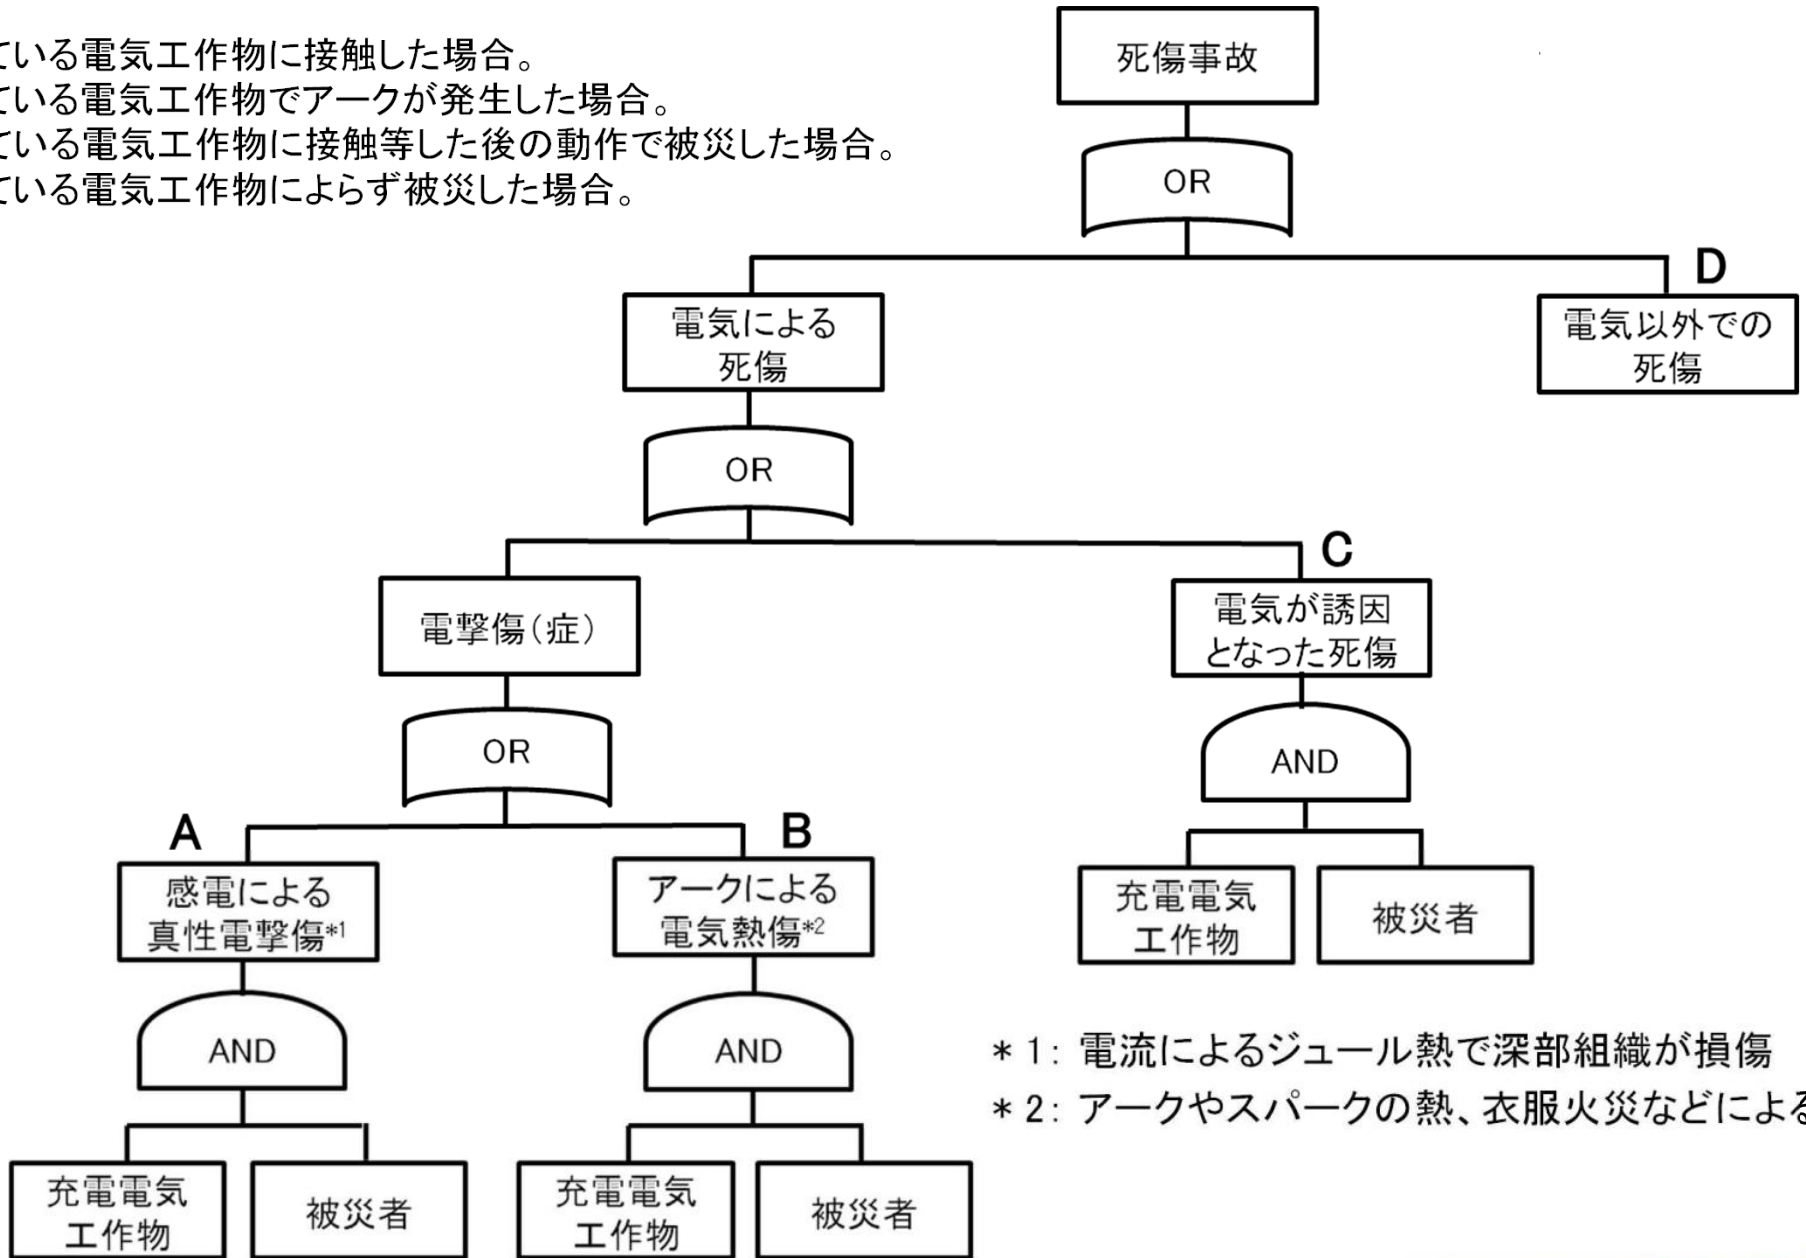 ている電気工作物に接触した場合。
ている電気工作物でアークが発生した場合。
ている電気工作物に接触等した後の動作で被災した場合。
ている電気工作物によらず被災した場合。
死傷事故
OR
D
電気による
死傷
電気以外での
死傷
OR
C
電撃傷(症)
電気が誘因
となった死傷
OR
AND
A
B
感電による
真性電撃傷*1
アークによる
電気熱傷*2
充電電気
工作物
被災者
AND
AND
*1: 電流によるジュール熱で深部組織が損傷
*2: アークやスパークの熱、衣服火災などによる
充電電気
工作物
被災者
充電電気
工作物
被災者